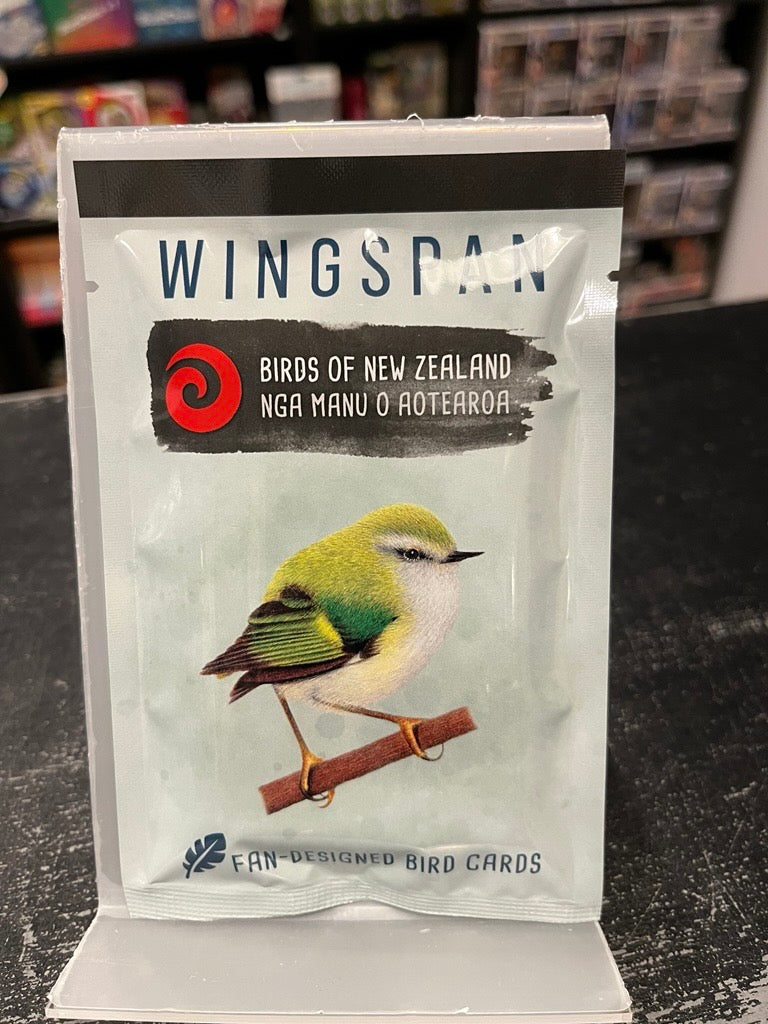 WINGSPAN
BIRDS OF NEW ZEALAND
NGA MANU O AOTEAROA
FAN-DESIGNED BIRD CARDS